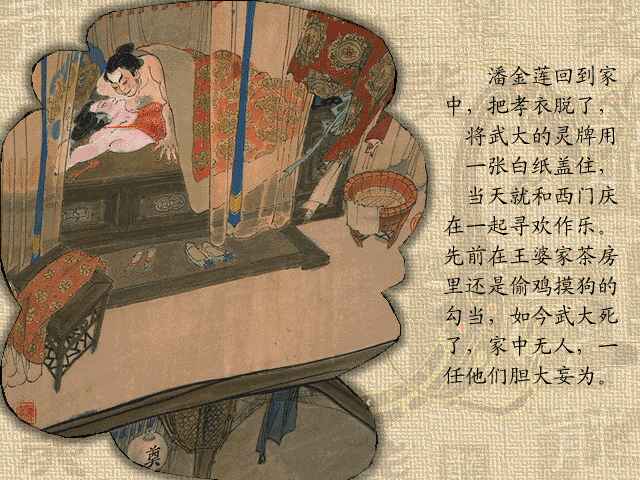 潘金莲回到家
中，把孝衣脱了，
将武大的灵牌用
一张白纸盖住，
当天就和西门庆
在一起寻欢作乐。
先前在王婆家茶房
里还是偷鸡摸狗的
勾当，如今武大死
了，家中无人，一
任他们胆大妄为。
奠